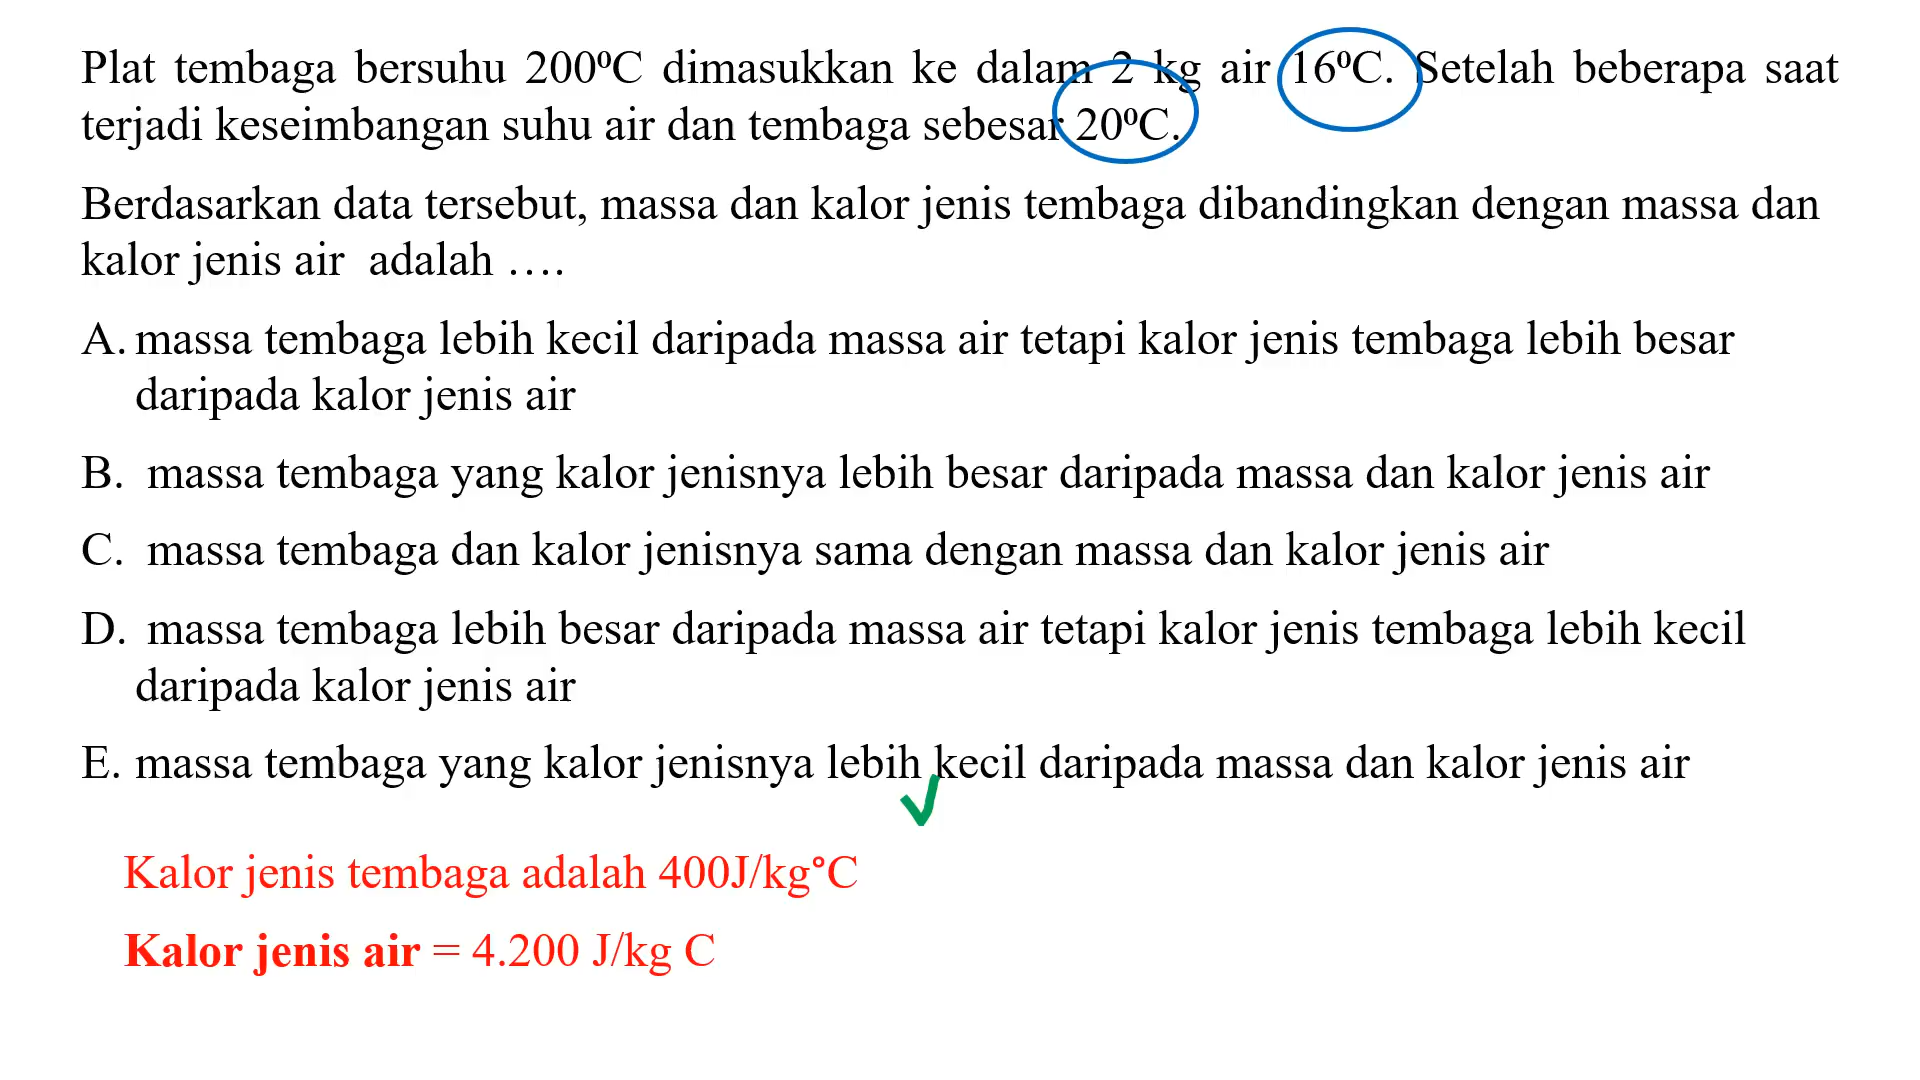 Plat tembaga bersuhu 200⁰C dimasukkan ke dalam 2 kg air 16⁰C. Setelah beberapa saat
terjadi keseimbangan suhu air dan tembaga sebesar 20⁰C.
Berdasarkan data tersebut, massa dan kalor jenis tembaga dibandingkan dengan massa dan
kalor jenis air adalah ….
A. massa tembaga lebih kecil daripada massa air tetapi kalor jenis tembaga lebih besar
daripada kalor jenis air
B. massa tembaga yang kalor jenisnya lebih besar daripada massa dan kalor jenis air
C. massa tembaga dan kalor jenisnya sama dengan massa dan kalor jenis air
D. massa tembaga lebih besar daripada massa air tetapi kalor jenis tembaga lebih kecil
daripada kalor jenis air
E. massa tembaga yang kalor jenisnya lebih kecil daripada massa dan kalor jenis air
Kalor jenis tembaga adalah 400J/kg°C
Kalor jenis air = 4.200 J/kg C